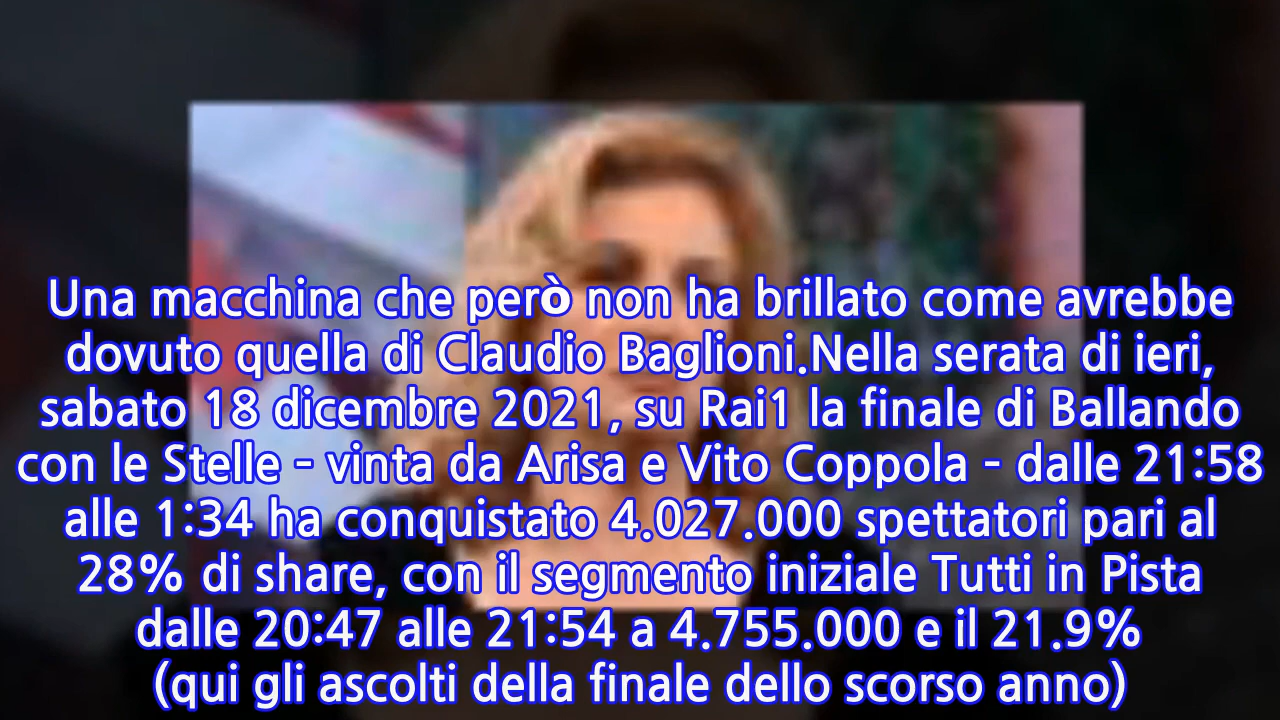 Una macchina che però non ha brillato come avrebbe
dovuto quella di Claudio Baglioni.Nella serata di ieri,
sabato 18 dicembre 2021, su Rai1 la finale di Ballando
con le Stelle - vinta da Arisa e Vito Coppola - dalle 21:58
alle 1:34 ha conquistato 4.027.000 spettatori pari al
28% di share, con il segmento iniziale Tutti in Pista
dalle 20:47 alle 21:54 a 4.755.000 e il 21.9%
(qui gli ascolti della finale dello scorso anno)